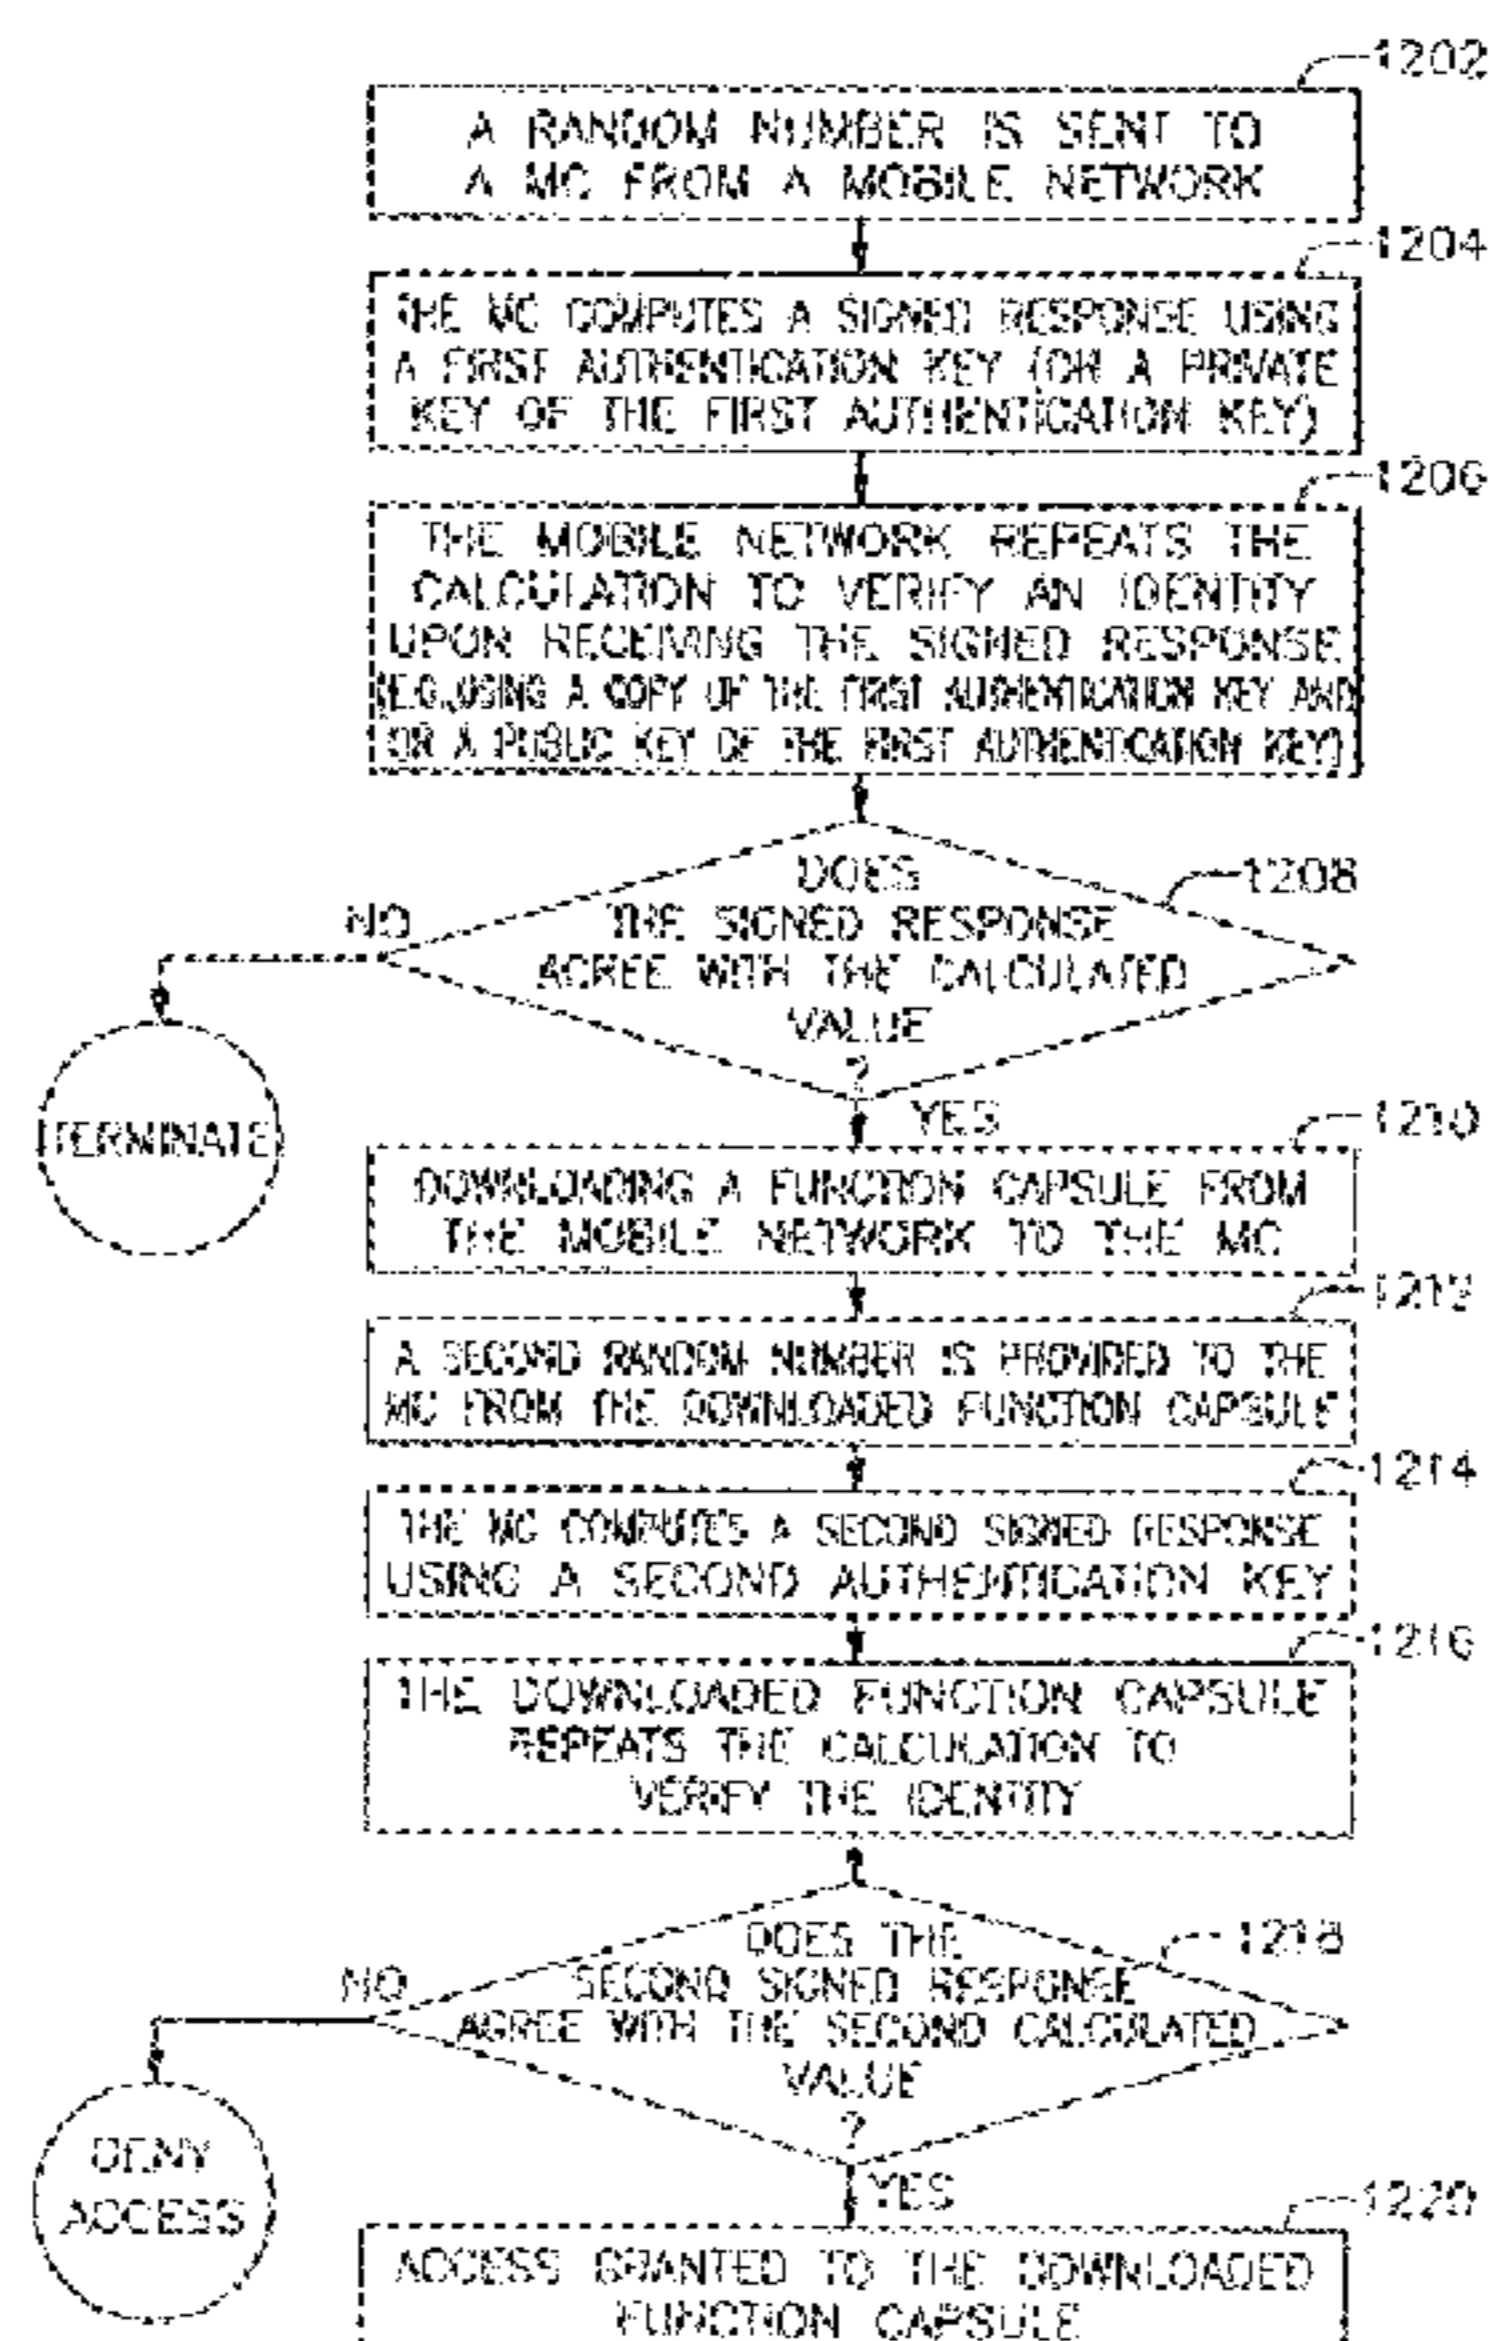 1202
A RANDOM NUMBER IS SENT TO
A MC FROM A MOBILE NETWORK
1204
THE MC COMPUTES A SIGNED RESPONSE USING
A FIRST AUTHENTICATION KEY (OR A PRIVATE
KEY OF THE FIRST AUTHENTICATION KEY)
1206
THE MOBILE NETWORK REPEATS THE
CALCULATION TO VERIFY AN IDENTITY
UPON RECEIVING THE SIGNED RESPONSE
(E.G.,USING A COPY OF THE FIRST AUTHENTICATION KEY AND
OR A PUBLIC KEY OF THE FIRST AUTHENTICATION KEY)
1208
DOES
THE SIGNED RESPONSE
AGREE WITH THE CALCULATED
VALUE
?
NO
TERMINATE
YES
1210
DOWNLOADING A FUNCTION CAPSULE FROM
THE MOBILE NETWORK TO THE MC
1212
A SECOND RANDOM NUMBER IS PROVIDED TO THE
MC FROM THE DOWNLOADED FUNCTION CAPSULE
1214
THE MC COMPUTES A SECOND SIGNED RESPONSE
USING A SECOND AUTHENTICATION KEY
1216
THE DOWNLOADED FUNCTION CAPSULE
REPEATS THE CALCULATION TO
VERIFY THE IDENTITY
1218
DOES THE
SECOND SIGNED RESPONSE
AGREE WITH THE SECOND CALCULATED
VALUE
?
NO
DENY
ACCESS
YES
1220
ACCESS GRANTED TO THE DOWNLOADED
FUNCTION CAPSULE